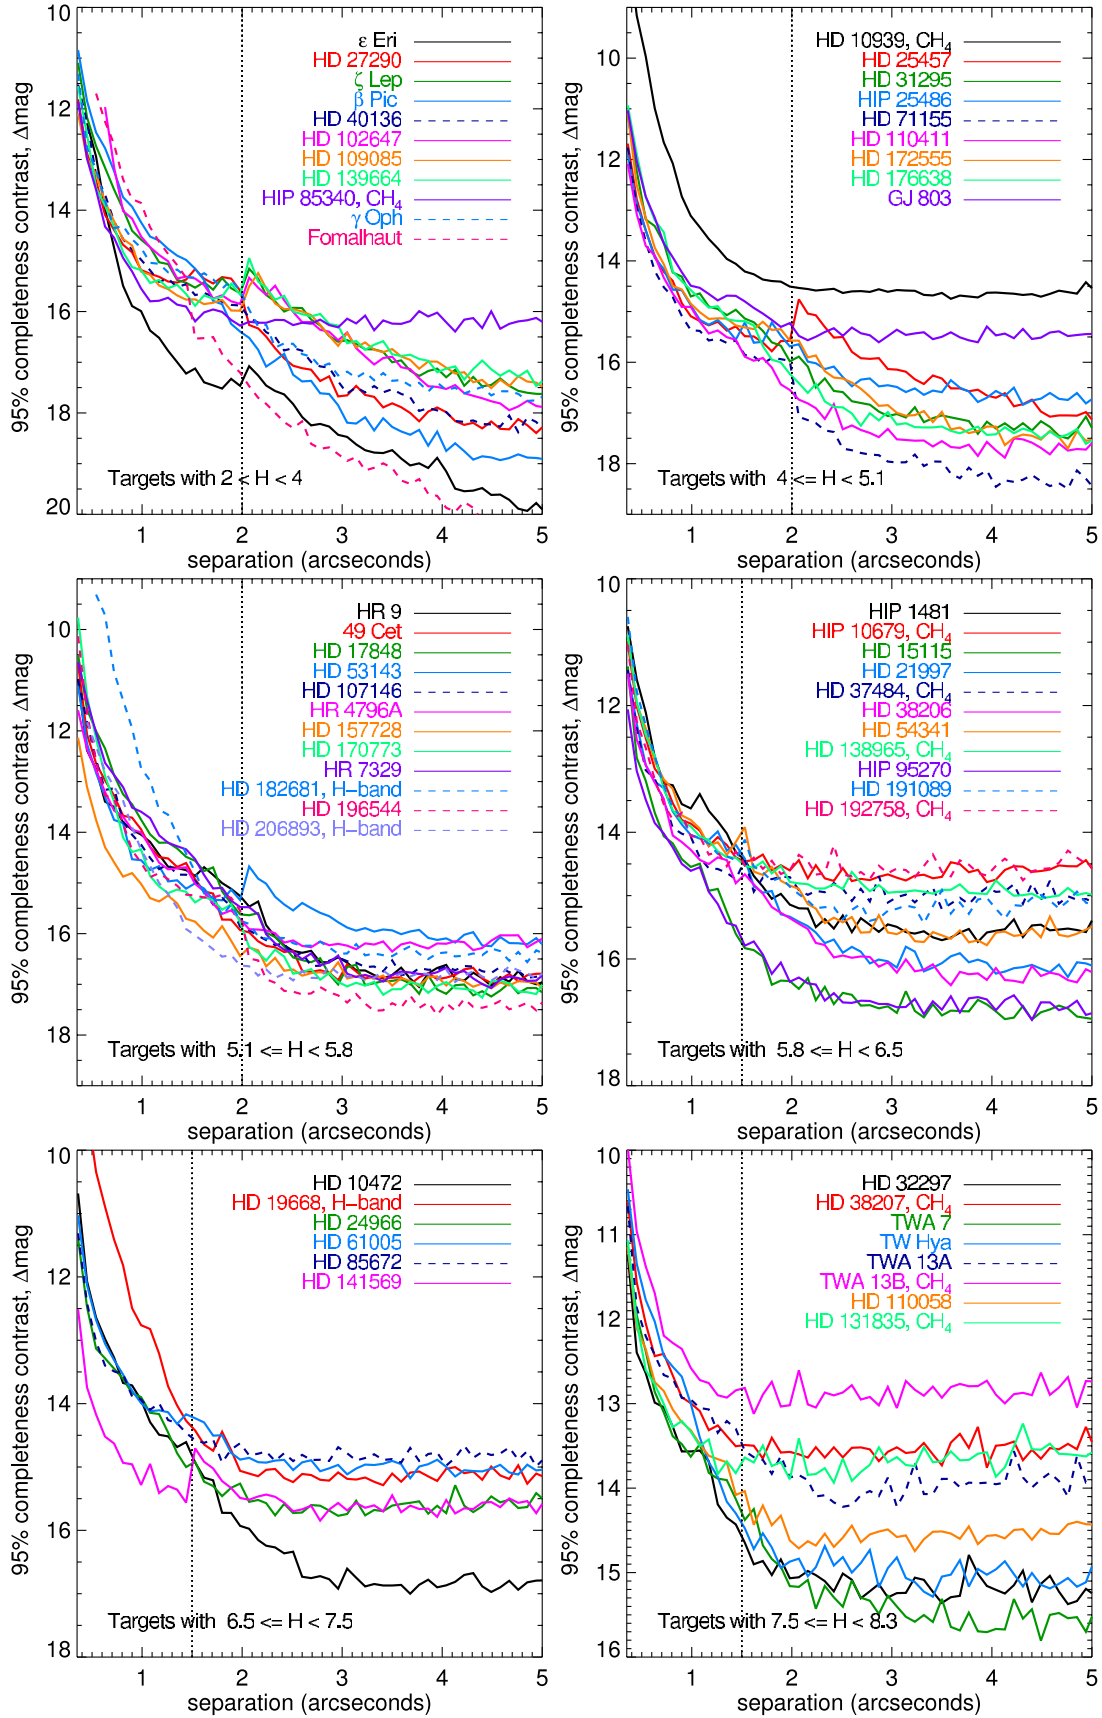 10
12
14
16
18
20
95% completeness contrast, Δmag
ε Eri
HD 27290
ζ Lep
β Pic
HD 40136
HD 102647
HD 109085
HD 139664
HIP 85340, CH4
γ Oph
Fomalhaut
Targets with 2 < H < 4
1 2 3 4 5
separation (arcseconds)
10
12
14
16
18
95% completeness contrast, Δmag
HD 10939, CH4
HD 25457
HD 31295
HIP 25486
HD 71155
HD 110411
HD 172555
HD 176638
GJ 803
Targets with 4 <= H < 5.1
1 2 3 4 5
separation (arcseconds)
10
12
14
16
18
95% completeness contrast, Δmag
HR 9
49 Cet
HD 17848
HD 53143
HD 107146
HR 4796A
HD 157728
HD 170773
HR 7329
HD 182681, H-band
HD 196544
HD 206893, H-band
Targets with 5.1 <= H < 5.8
1 2 3 4 5
separation (arcseconds)
10
12
14
16
18
95% completeness contrast, Δmag
HIP 1481
HIP 10679, CH4
HD 15115
HD 21997
HD 37484, CH4
HD 38206
HD 54341
HD 138965, CH4
HIP 95270
HD 191089
HD 192758, CH4
Targets with 5.8 <= H < 6.5
1 2 3 4 5
separation (arcseconds)
10
12
14
16
18
95% completeness contrast, Δmag
HD 10472
HD 19668, H-band
HD 24966
HD 61005
HD 85672
HD 141569
Targets with 6.5 <= H < 7.5
1 2 3 4 5
separation (arcseconds)
10
11
12
13
14
15
16
95% completeness contrast, Δmag
HD 32297
HD 38207, CH4
TWA 7
TW Hya
TWA 13A
TWA 13B, CH4
HD 110058
HD 131835, CH4
Targets with 7.5 <= H < 8.3
1 2 3 4 5
separation (arcseconds)